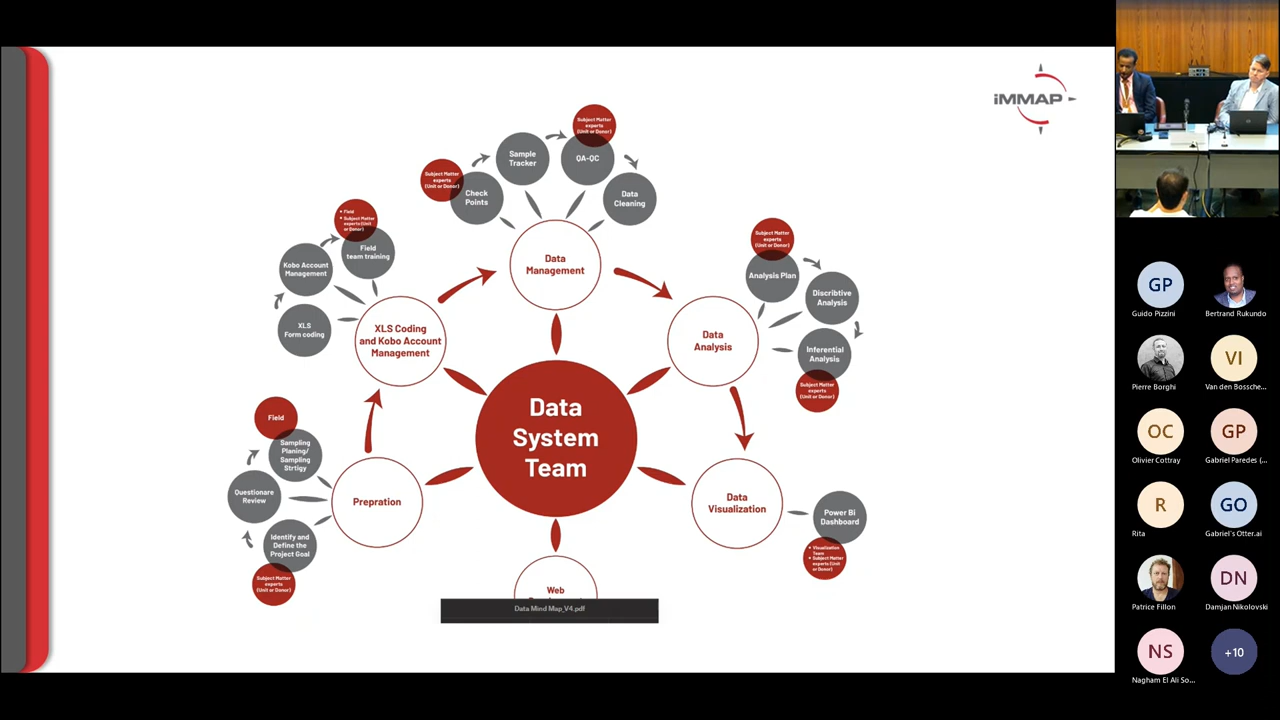 iMMAP
Subject Matter
experts
(Unit or Donor)
Sample
Tracker
QA-QC
Subject Matter
experts
(Unit or Donor)
Check
Points
Data
Cleaning
• Field
• Subject Matter
experts (Unit
or Donor)
Field
team training
Kobo Account
Management
XLS
Form coding
Data
Management
Subject Matter
experts
(Unit or Donor)
Analysis Plan
Discribtive
Analysis
Inferential
Analysis
Subject Matter
experts
(Unit or Donor)
XLS Coding
and Kobo Account
Management
Data
Analysis
Data
System
Team
Field
Sampling
Planing/
Sampling
Strtigy
Questionare
Review
Identify and
Define the
Project Goal
Subject Matter
experts
(Unit or Donor)
Prepration
Data
Visualization
Power Bi
Dashboard
• Visualization
Team
• Subject Matter
experts (Unit
or Donor)
Web
Data Mind Map_V4.pdf
GP
Guido Pizzini
Bertrand Rukundo
Pierre Borghi
VI
Van den Bossche...
OC
Olivier Cottray
GP
Gabriel Paredes (...
R
Rita
GO
Gabriel's Otter.ai
Patrice Fillon
DN
Damjan Nikolovski
NS
Nagham El Ali So...
+10